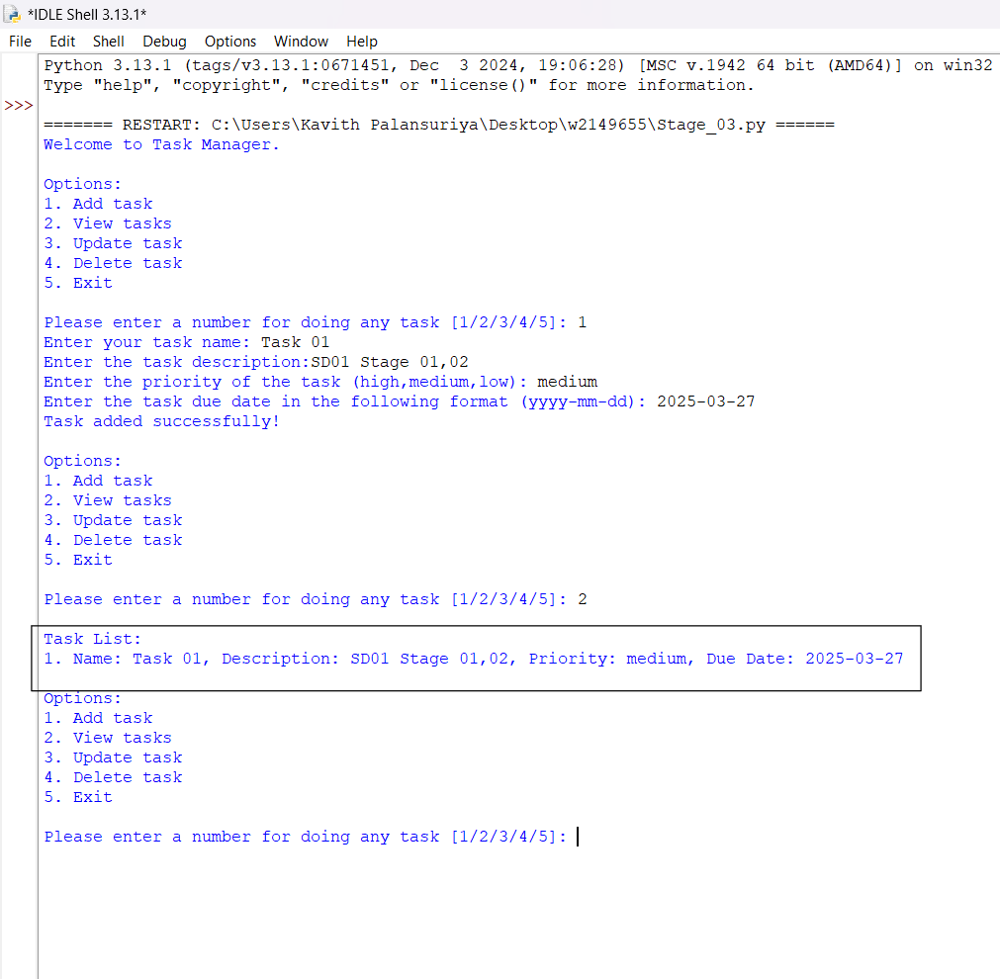 *IDLE Shell 3.13.1*
File Edit Shell Debug Options Window Help
Python 3.13.1 (tags/v3.13.1:0671451, Dec  3 2024, 19:06:28) [MSC v.1942 64 bit (AMD64)] on win32
Type "help", "copyright", "credits" or "license()" for more information.
>>>
======= RESTART: C:\Users\Kavith Palansuriya\Desktop\w2149655\Stage_03.py ======
Welcome to Task Manager.

Options:
1. Add task
2. View tasks
3. Update task
4. Delete task
5. Exit

Please enter a number for doing any task [1/2/3/4/5]: 1
Enter your task name: Task 01
Enter the task description:SD01 Stage 01,02
Enter the priority of the task (high,medium,low): medium
Enter the task due date in the following format (yyyy-mm-dd): 2025-03-27
Task added successfully!

Options:
1. Add task
2. View tasks
3. Update task
4. Delete task
5. Exit

Please enter a number for doing any task [1/2/3/4/5]: 2

Task List:
1. Name: Task 01, Description: SD01 Stage 01,02, Priority: medium, Due Date: 2025-03-27

Options:
1. Add task
2. View tasks
3. Update task
4. Delete task
5. Exit

Please enter a number for doing any task [1/2/3/4/5]: